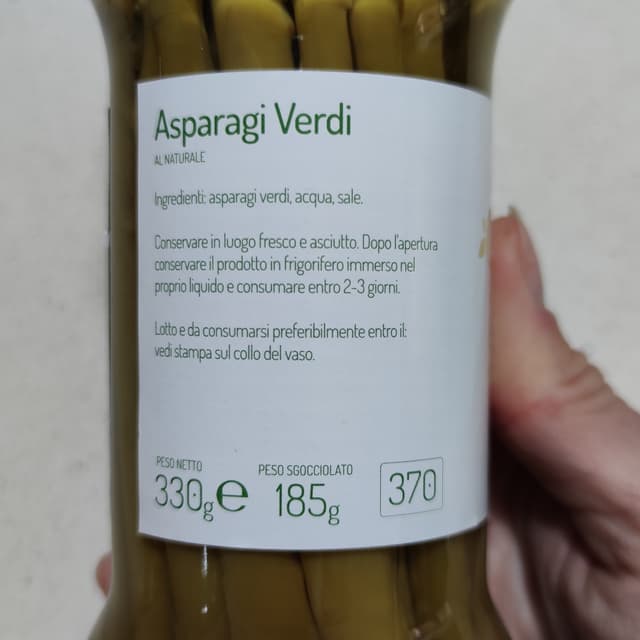 Asparagi Verdi
AL NATURALE
Ingredienti: asparagi verdi, acqua, sale.
Conservare in luogo fresco e asciutto. Dopo l'apertura
conservare il prodotto in frigorifero immerso nel
proprio liquido e consumare entro 2-3 giorni.
Lotto e da consumarsi preferibilmente entro il:
vedi stampa sul collo del vaso.
PESO NETTO
330g ℮
PESO SGOCCIOLATO
185g
370